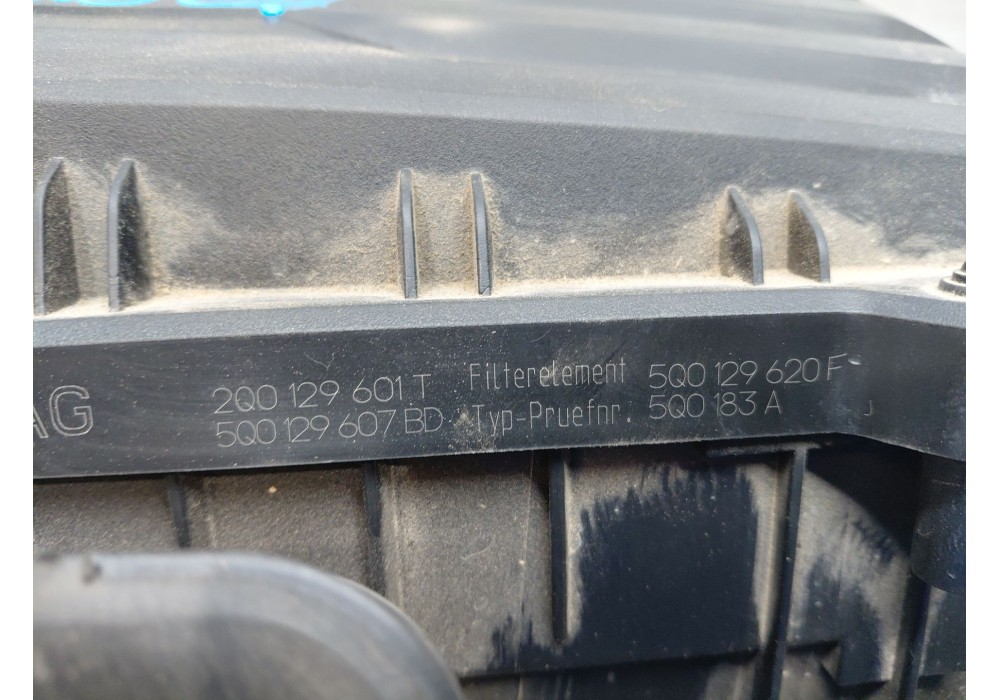 AG
2Q0 129 601 T Filterelement 5Q0 129 620 F
5Q0 129 607 BD Typ-Pruefnr. 5Q0 183 A